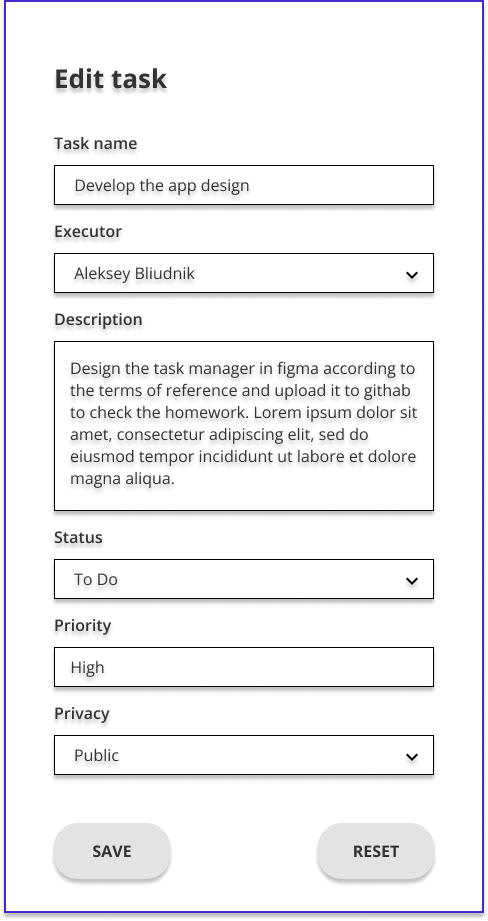 Edit task
Task name
Develop the app design
Executor
Aleksey Bliudnik
Description
Design the task manager in figma according to
the terms of reference and upload it to githab
to check the homework. Lorem ipsum dolor sit
amet, consectetur adipiscing elit, sed do
eiusmod tempor incididunt ut labore et dolore
magna aliqua.
Status
To Do
Priority
High
Privacy
Public
SAVE RESET